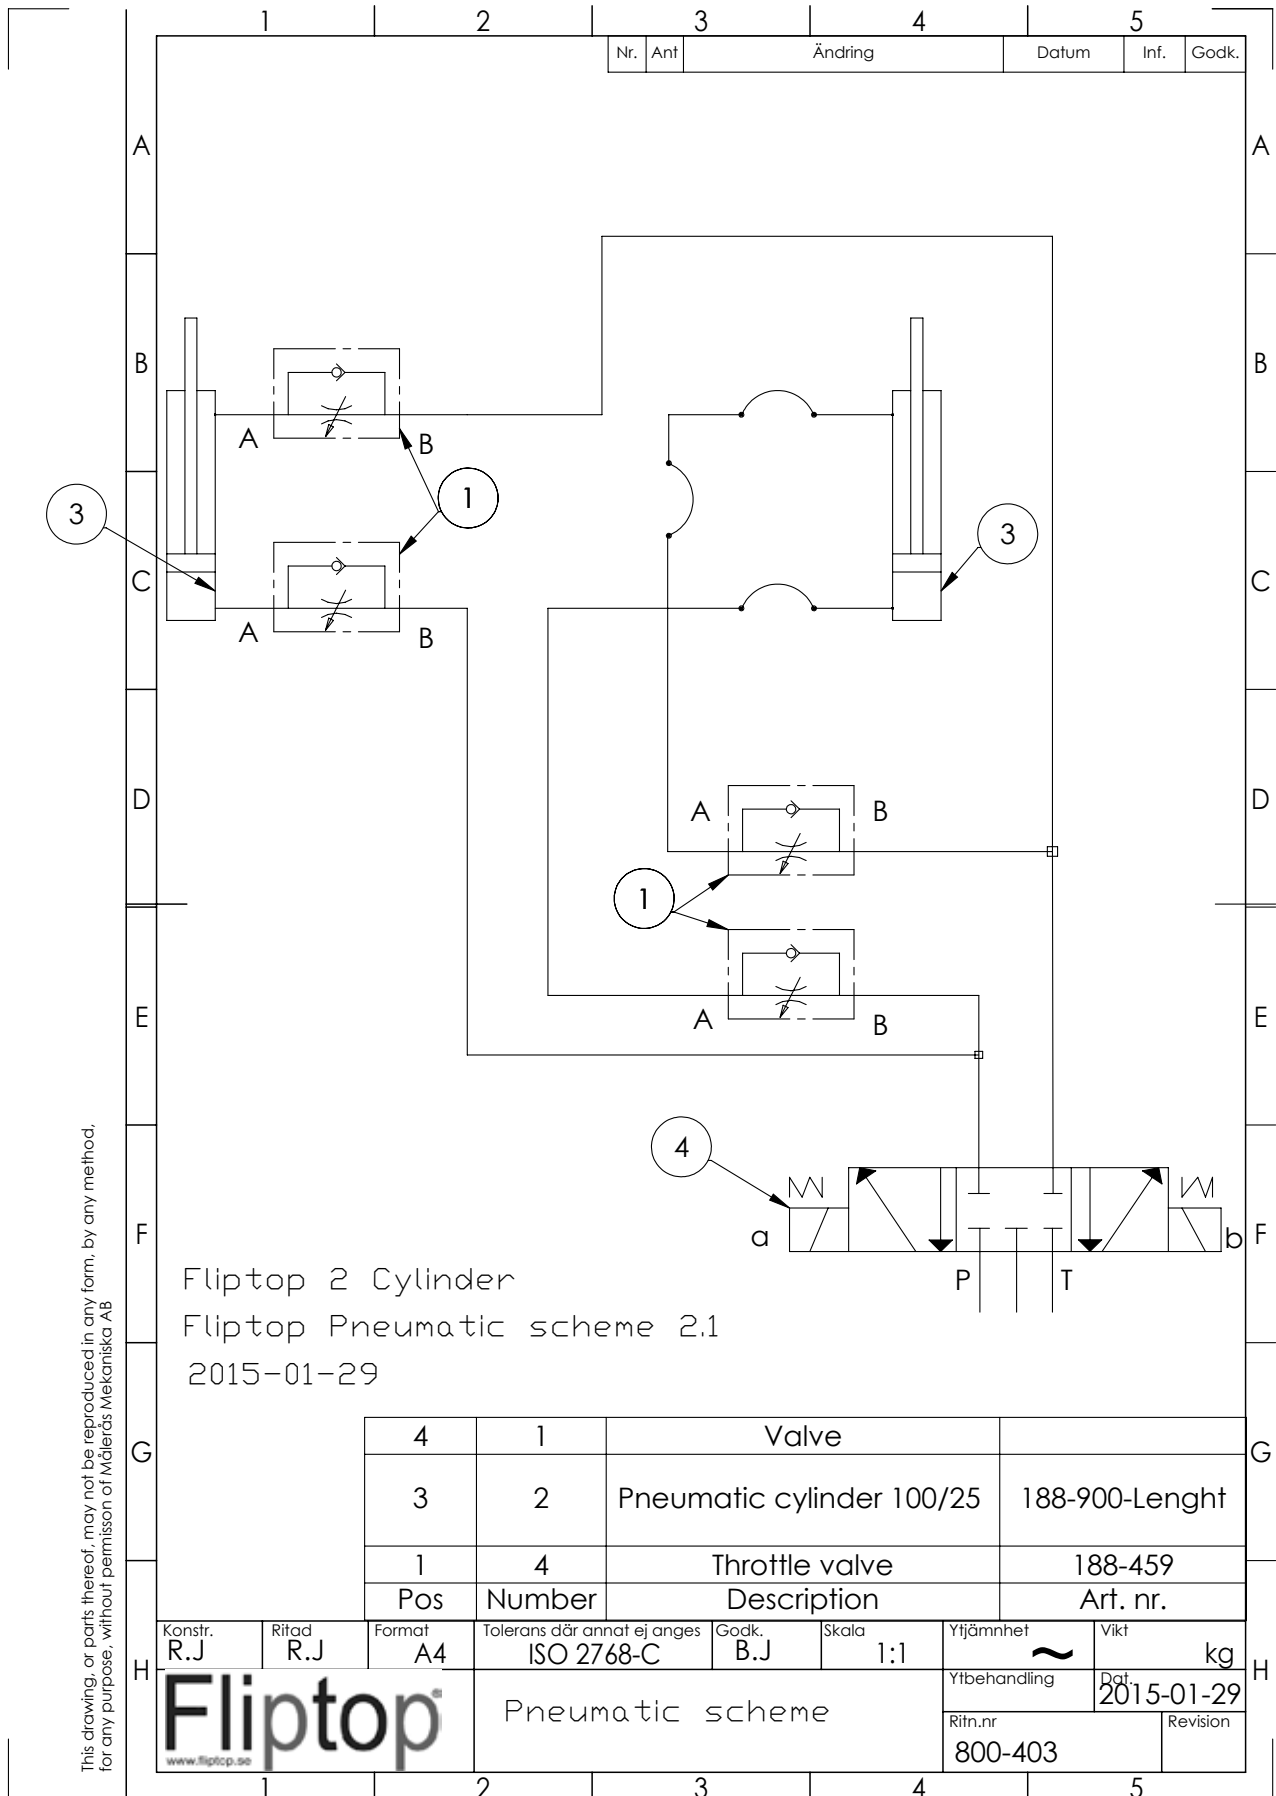 1 2 3 4 5
Nr. Ant Ändring Datum Inf. Godk.
A A
B B
A B
1
3
3
C C
A B
D D
A B
1
E E
A B
4
a b
F F
P T
Fliptop 2 Cylinder
Fliptop Pneumatic scheme 2.1
2015-01-29
This drawing, or parts thereof, may not be reproduced in any form, by any method,
for any purpose, without permisson of Målerås Mekaniska AB
G G
4 1 Valve
3 2 Pneumatic cylinder 100/25 188-900-Lenght
1 4 Throttle valve 188-459
Pos Number Description Art. nr.
Konstr. Ritad Format Tolerans där annat ej anges Godk. Skala Ytjämnhet Vikt
R.J R.J A4 ISO 2768-C B.J 1:1 ~ kg
H H
Fliptop
www.fliptop.se
Pneumatic scheme
Ytbehandling Dat.
2015-01-29
Ritn.nr Revision
800-403
1 2 3 4 5